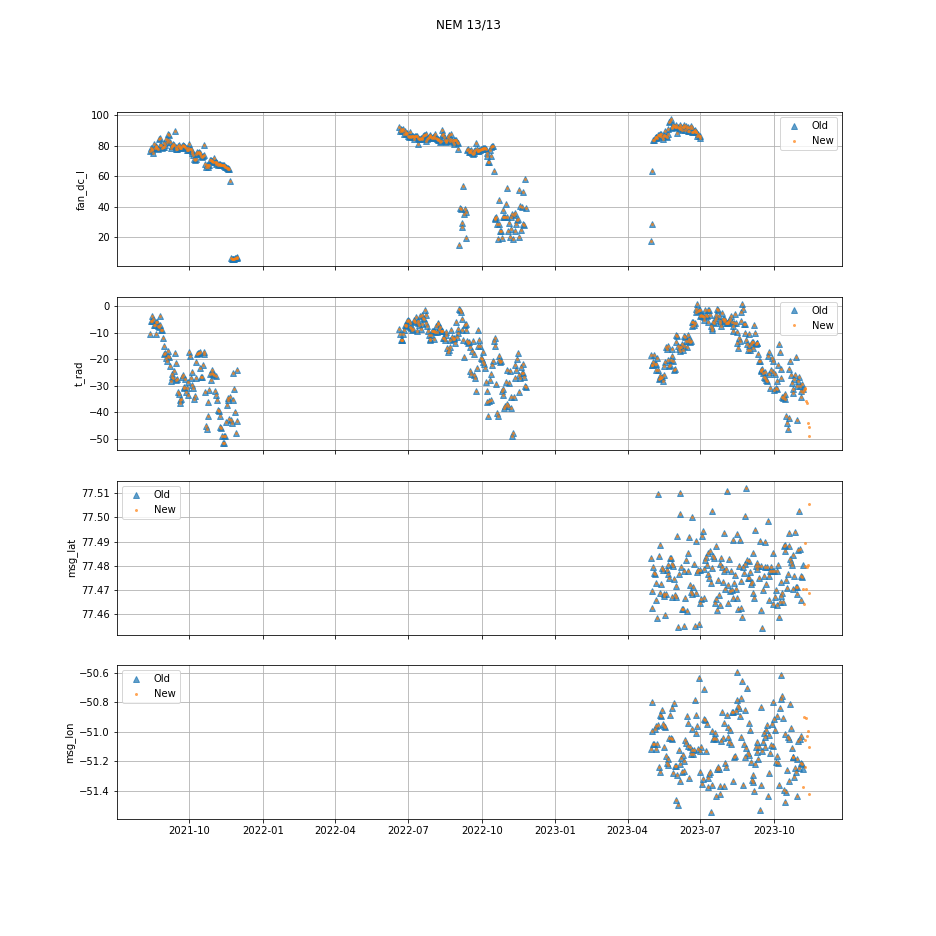 NEM 13/13
fan_dc_l
100
80
60
40
20
Old
New
t_rad
0
−10
−20
−30
−40
−50
Old
New
msg_lat
77.51
77.50
77.49
77.48
77.47
77.46
Old
New
msg_lon
−50.6
−50.8
−51.0
−51.2
−51.4
Old
New
2021-10
2022-01
2022-04
2022-07
2022-10
2023-01
2023-04
2023-07
2023-10